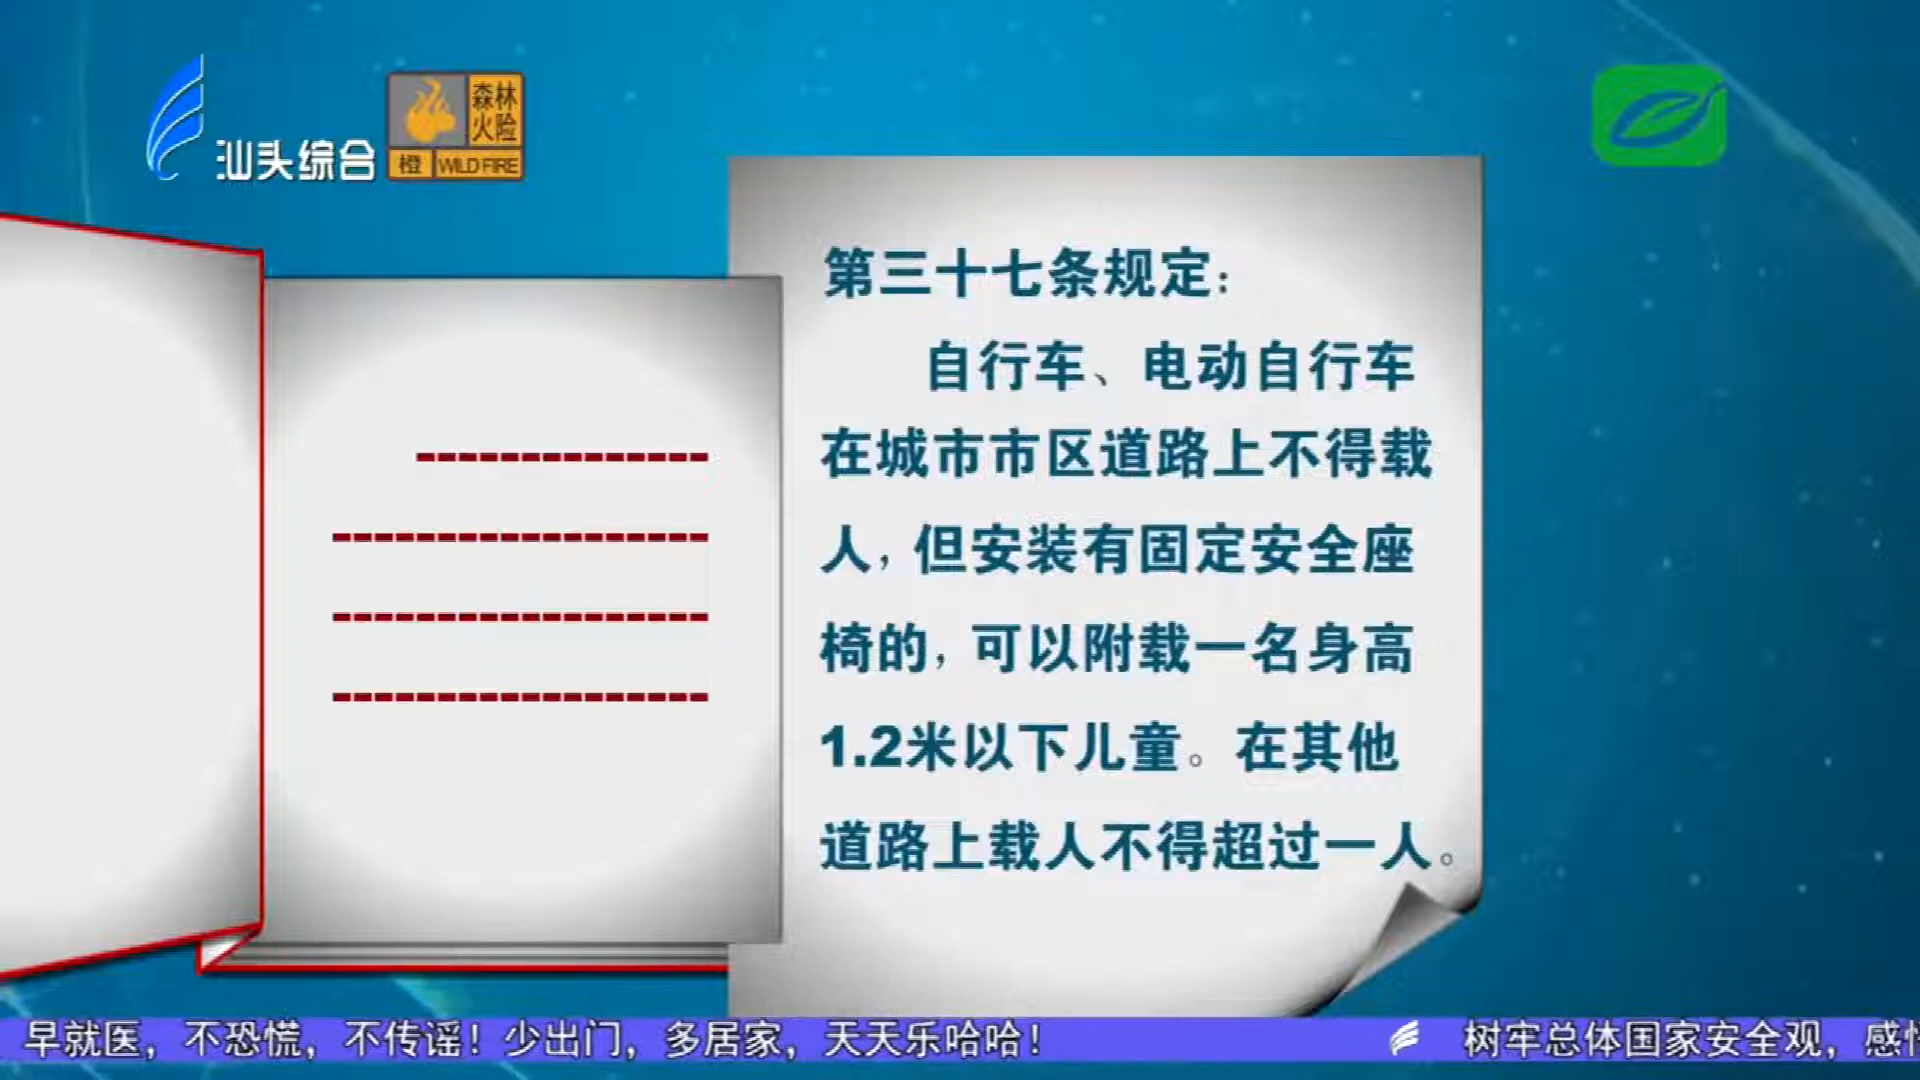 汕头综合
森林
火险
橙 WILD FIRE
第三十七条规定：
自行车、电动自行车
在城市市区道路上不得载
人，但安装有固定安全座
椅的，可以附载一名身高
1.2米以下儿童。在其他
道路上载人不得超过一人。
早就医，不恐慌，不传谣！少出门，多居家，天天乐哈哈！ 树牢总体国家安全观，感悟